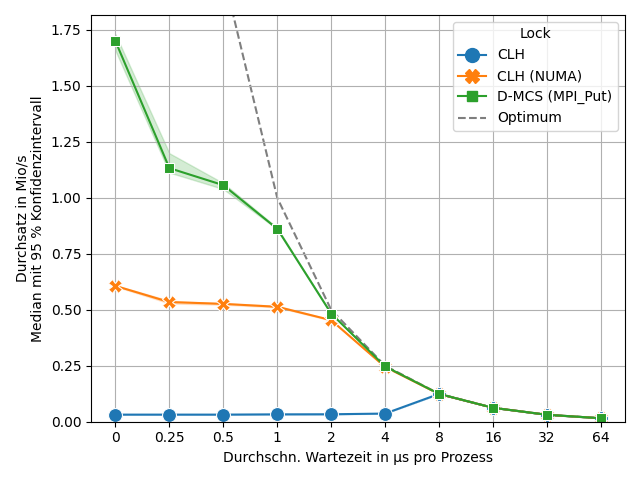 Lock
CLH
CLH (NUMA)
D-MCS (MPI_Put)
Optimum
1.75
1.50
1.25
1.00
0.75
0.50
0.25
0.00
Durchsatz in Mio/s
Median mit 95 % Konfidenzintervall
0 0.25 0.5 1 2 4 8 16 32 64
Durchschn. Wartezeit in µs pro Prozess